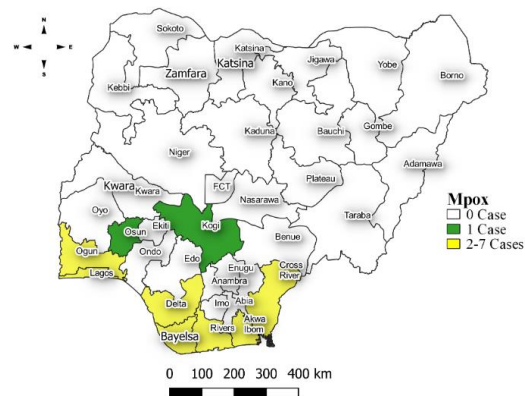 N
W E
S
Sokoto
Katsina
Katsina
Jigawa
Yobe
Borno
Zamfara
Kano
Kebbi
Gombe
Kaduna
Bauchi
Niger
Adamawa
Plateau
Kwara
Kwara
FCT
Nasarawa
Taraba
Oyo
Kogi
Osun
Ekiti
Benue
Ogun
Ondo
Edo
Enugu
Cross
River
Lagos
Anambra
Delta
Imo
Abia
Akwa
Ibom
Bayelsa
Rivers
Mpox
0 Case
1 Case
2-7 Cases
0 100 200 300 400 km